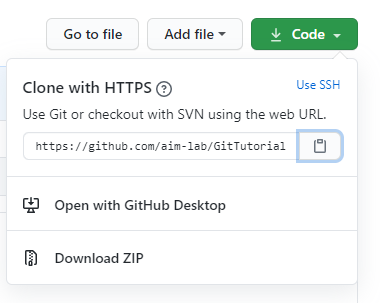 Go to file Add file Code
Clone with HTTPS ?
Use SSH
Use Git or checkout with SVN using the web URL.
https://github.com/aim-lab/GitTutorial
Open with GitHub Desktop
Download ZIP